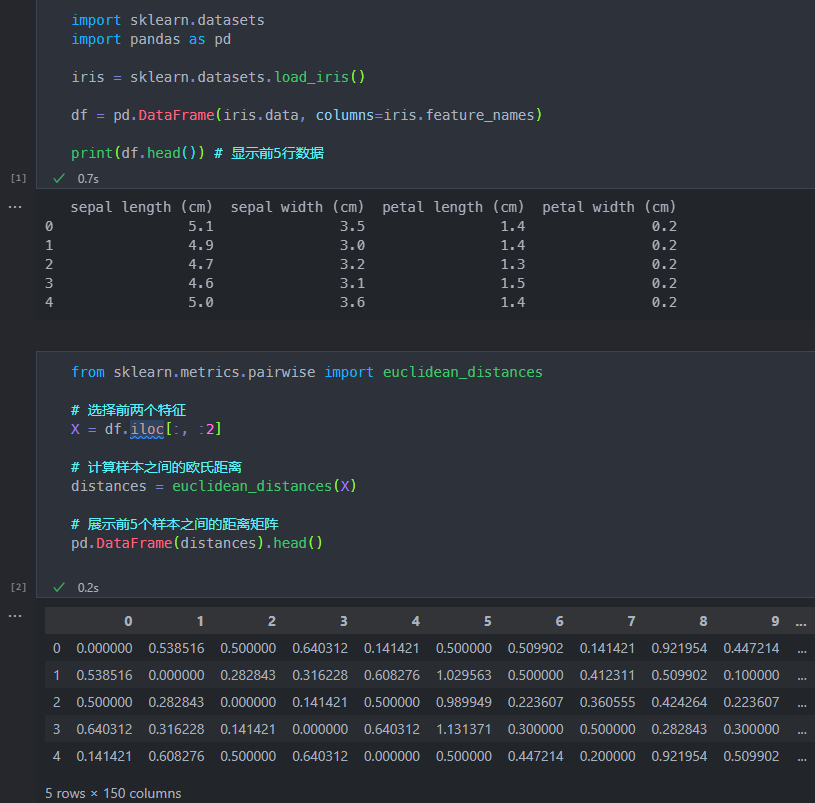 import sklearn.datasets
import pandas as pd
iris = sklearn.datasets.load_iris()
df = pd.DataFrame(iris.data, columns=iris.feature_names)
print(df.head()) # 显示前5行数据
[1] ✓ 0.7s
... sepal length (cm) sepal width (cm) petal length (cm) petal width (cm)
0 5.1 3.5 1.4 0.2
1 4.9 3.0 1.4 0.2
2 4.7 3.2 1.3 0.2
3 4.6 3.1 1.5 0.2
4 5.0 3.6 1.4 0.2
from sklearn.metrics.pairwise import euclidean_distances
# 选择前两个特征
X = df.iloc[:, :2]
# 计算样本之间的欧氏距离
distances = euclidean_distances(X)
# 展示前5个样本之间的距离矩阵
pd.DataFrame(distances).head()
[2] ✓ 0.2s
... 0 1 2 3 4 5 6 7 8 9 ...
0 0.000000 0.538516 0.500000 0.640312 0.141421 0.500000 0.509902 0.141421 0.921954 0.447214 ...
1 0.538516 0.000000 0.282843 0.316228 0.608276 1.029563 0.500000 0.412311 0.509902 0.100000 ...
2 0.500000 0.282843 0.000000 0.141421 0.500000 0.989949 0.223607 0.360555 0.424264 0.223607 ...
3 0.640312 0.316228 0.141421 0.000000 0.640312 1.131371 0.300000 0.500000 0.282843 0.300000 ...
4 0.141421 0.608276 0.500000 0.640312 0.000000 0.500000 0.447214 0.200000 0.921954 0.509902 ...
5 rows × 150 columns